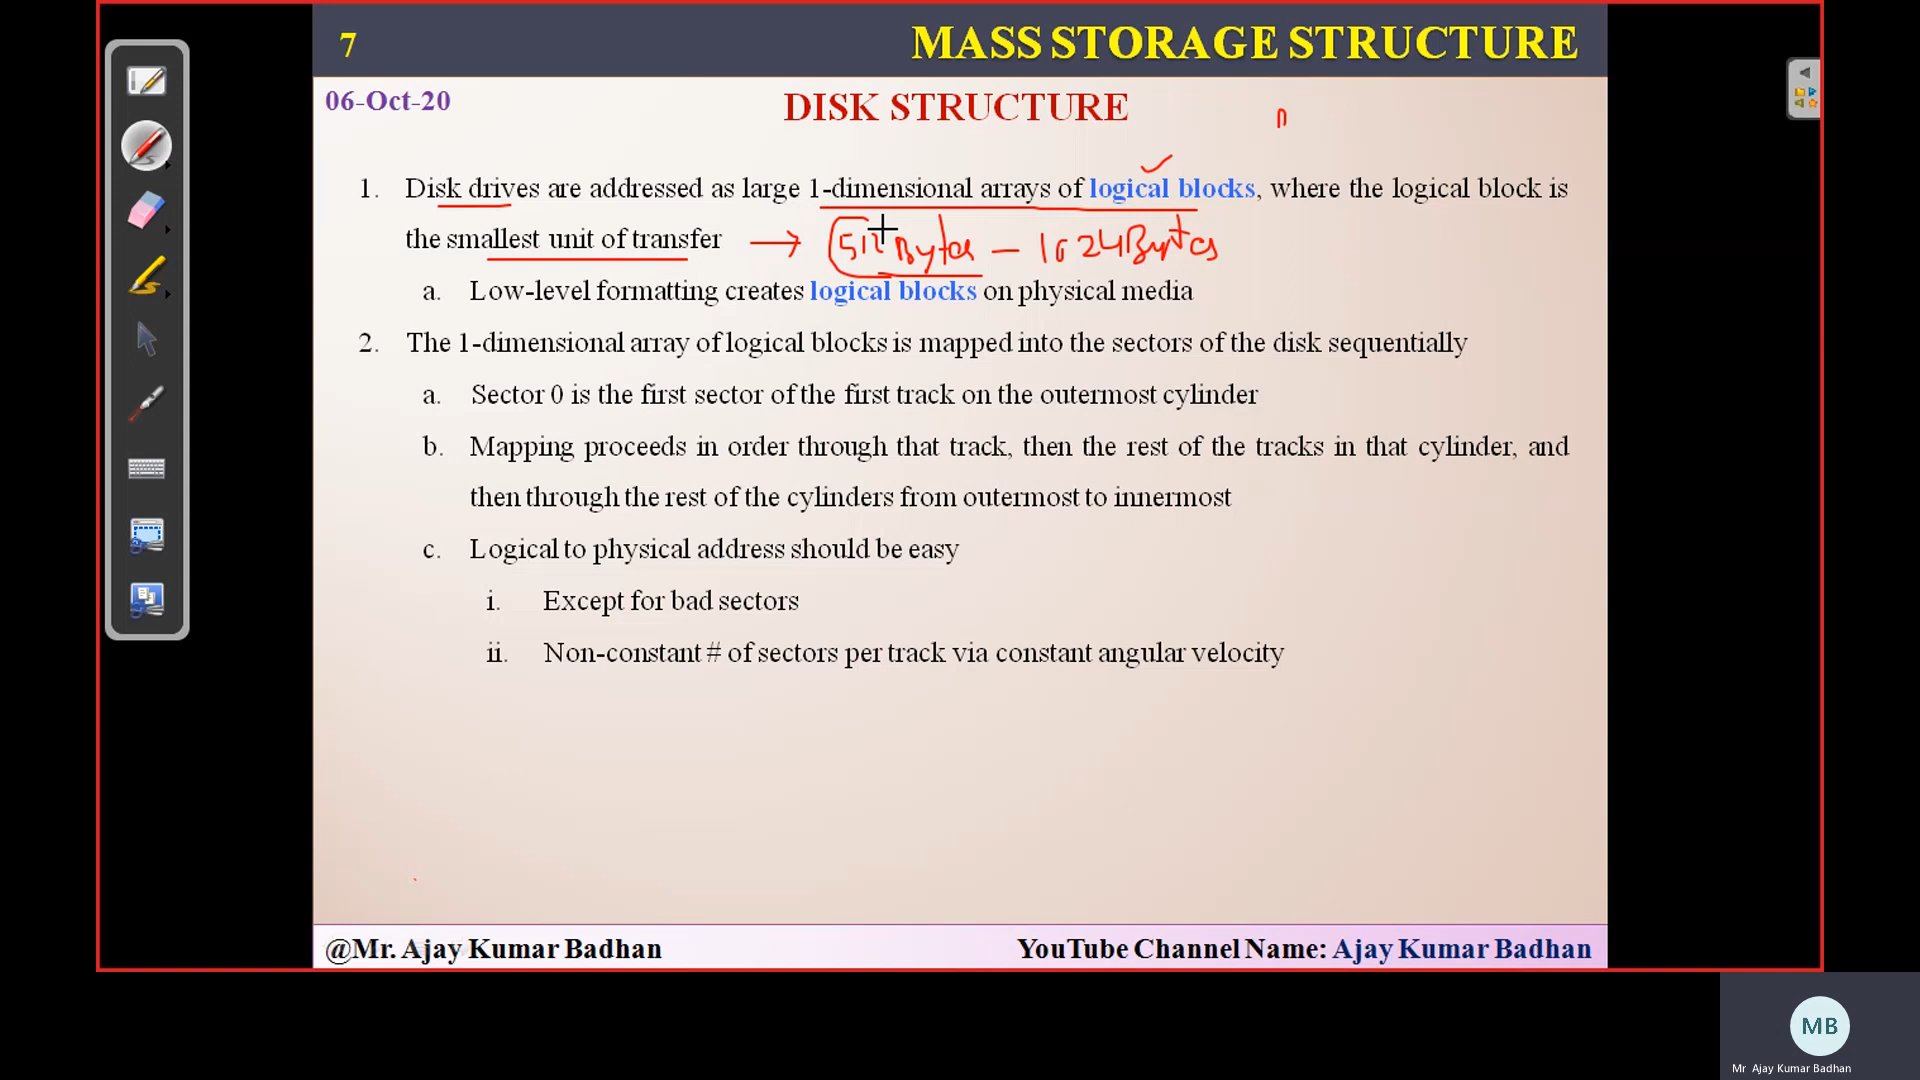 7
MASS STORAGE STRUCTURE
06-Oct-20
DISK STRUCTURE
1. Disk drives are addressed as large 1-dimensional arrays of logical blocks, where the logical block is
the smallest unit of transfer → 512 Bytes – 1024 Bytes
a. Low-level formatting creates logical blocks on physical media
2. The 1-dimensional array of logical blocks is mapped into the sectors of the disk sequentially
a. Sector 0 is the first sector of the first track on the outermost cylinder
b. Mapping proceeds in order through that track, then the rest of the tracks in that cylinder, and
then through the rest of the cylinders from outermost to innermost
c. Logical to physical address should be easy
i. Except for bad sectors
ii. Non-constant # of sectors per track via constant angular velocity
@Mr. Ajay Kumar Badhan
YouTube Channel Name: Ajay Kumar Badhan
MB
Mr Ajay Kumar Badhan